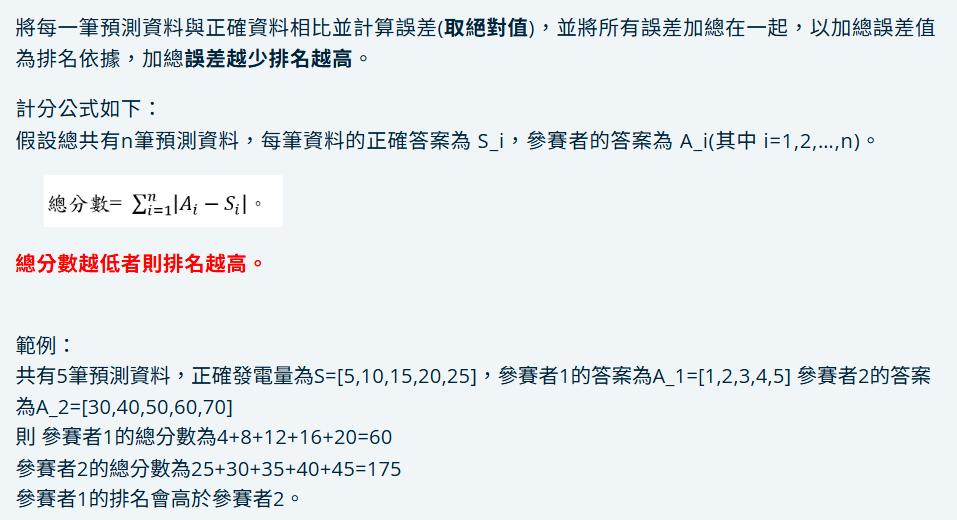 將每一筆預測資料與正確資料相比並計算誤差(取絕對值)，並將所有誤差加總在一起，以加總誤差值
為排名依據，加總誤差越少排名越高。
計分公式如下：
假設總共有n筆預測資料，每筆資料的正確答案為 S_i，參賽者的答案為 A_i(其中 i=1,2,...,n)。
總分數= ∑ⁿᵢ₌₁|Aᵢ − Sᵢ|。
總分數越低者則排名越高。
範例：
共有5筆預測資料，正確發電量為S=[5,10,15,20,25]，參賽者1的答案為A_1=[1,2,3,4,5] 參賽者2的答案
為A_2=[30,40,50,60,70]
則 參賽者1的總分數為4+8+12+16+20=60
參賽者2的總分數為25+30+35+40+45=175
參賽者1的排名會高於參賽者2。